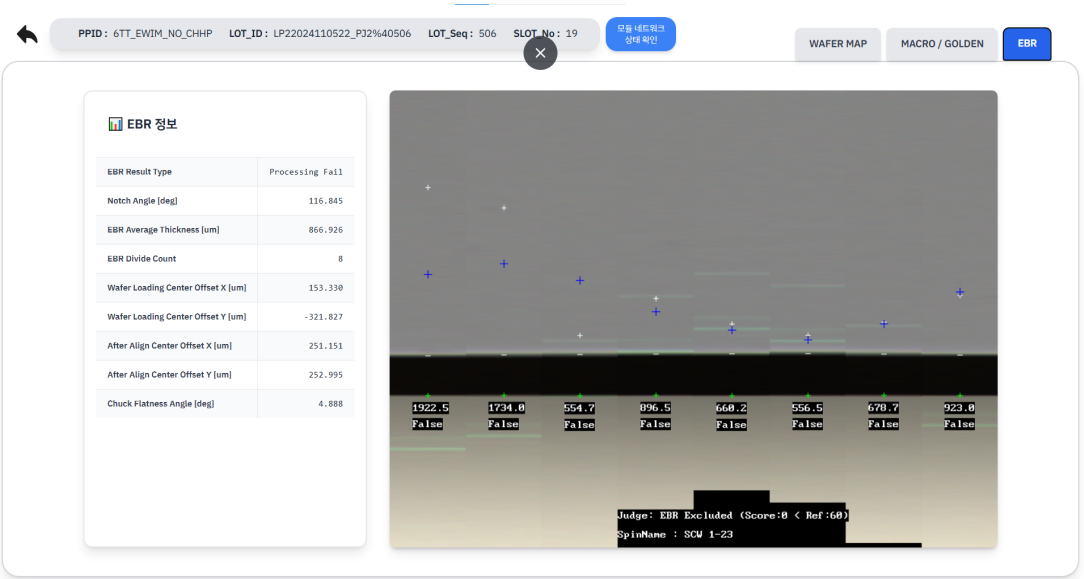 PPID : 6TT_EWIM_NO_CHHP LOT_ID : LP22024110522_PJ2%40506 LOT_Seq : 506 SLOT_No : 19
모듈 네트워크
상태 확인
WAFER MAP
MACRO / GOLDEN
EBR
EBR 정보
EBR Result Type Processing Fail
Notch Angle [deg] 116.845
EBR Average Thickness [um] 866.926
EBR Divide Count 8
Wafer Loading Center Offset X [um] 153.330
Wafer Loading Center Offset Y [um] -321.827
After Align Center Offset X [um] 251.151
After Align Center Offset Y [um] 252.995
Chuck Flatness Angle [deg] 4.888
1922.5 1734.0 554.7 896.5 660.2 556.5 678.7 923.0
False False False False False False False False
Judge: EBR Excluded (Score:0 < Ref:60)
SpinName : SCW 1-23